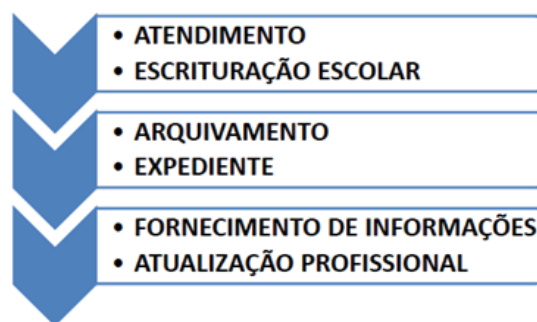 • ATENDIMENTO
• ESCRITURAÇÃO ESCOLAR
• ARQUIVAMENTO
• EXPEDIENTE
• FORNECIMENTO DE INFORMAÇÕES
• ATUALIZAÇÃO PROFISSIONAL